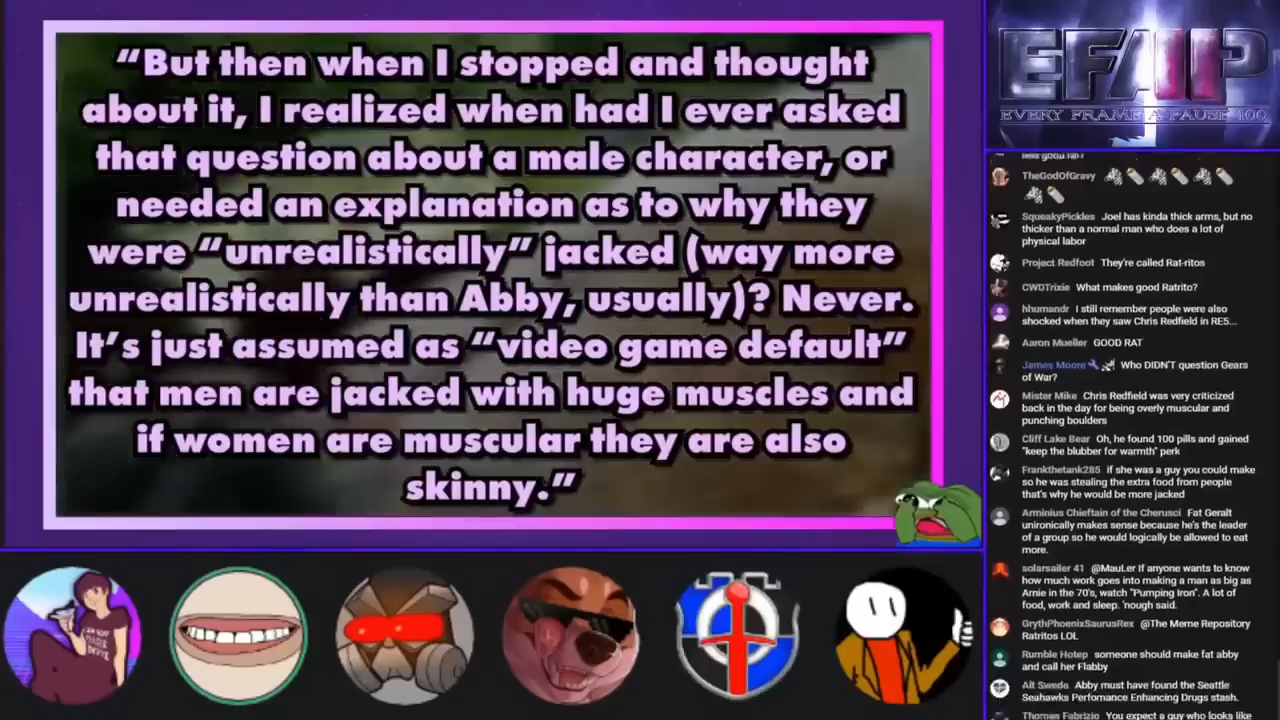 “But then when I stopped and thought
about it, I realized when had I ever asked
that question about a male character, or
needed an explanation as to why they
were “unrealistically” jacked (way more
unrealistically than Abby, usually)? Never.
It’s just assumed as “video game default”
that men are jacked with huge muscles and
if women are muscular they are also
skinny.”
EFAP
EVERY FRAME A PAUSE 100
TheGodOfGravy
SqueakyPickles Joel has kinda thick arms, but no
thicker than a normal man who does a lot of
physical labor
Project Redfoot They're called Rat-ritos
CWDTrixie What makes good Ratrito?
hhumandr I still remember people were also
shocked when they saw Chris Redfield in RE5...
Aaron Mueller GOOD RAT
James Moore Who DIDN'T question Gears
of War?
Mister Mike Chris Redfield was very criticized
back in the day for being overly muscular and
punching boulders
Cliff Lake Bear Oh, he found 100 pills and gained
"keep the blubber for warmth" perk
Frankthetank285 if she was a guy you could make
so he was stealing the extra food from people
that's why he would be more jacked
Arminius Chieftain of the Cherusci Fat Geralt
unironically makes sense because he's the leader
of a group so he would logically be allowed to eat
more.
solarsailer 41 @MauLer If anyone wants to know
how much work goes into making a man as big as
Arnie in the 70's, watch "Pumping Iron". A lot of
food, work and sleep. 'nough said.
GrythPhoenixSaurusRex @The Meme Repository
Ratritos LOL
Rumble Hotep someone should make fat abby
and call her Flabby
Alt Swede Abby must have found the Seattle
Seahawks Perfomance Enhancing Drugs stash.
Thomas Fabrizio You expect a guy who looks like